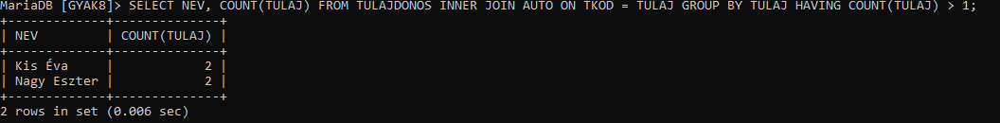 MariaDB [GYAK8]> SELECT NEV, COUNT(TULAJ) FROM TULAJDONOS INNER JOIN AUTO ON TKOD = TULAJ GROUP BY TULAJ HAVING COUNT(TULAJ) > 1;
+-------------+--------------+
| NEV         | COUNT(TULAJ) |
+-------------+--------------+
| Kis Éva     |            2 |
| Nagy Eszter |            2 |
+-------------+--------------+
2 rows in set (0.006 sec)